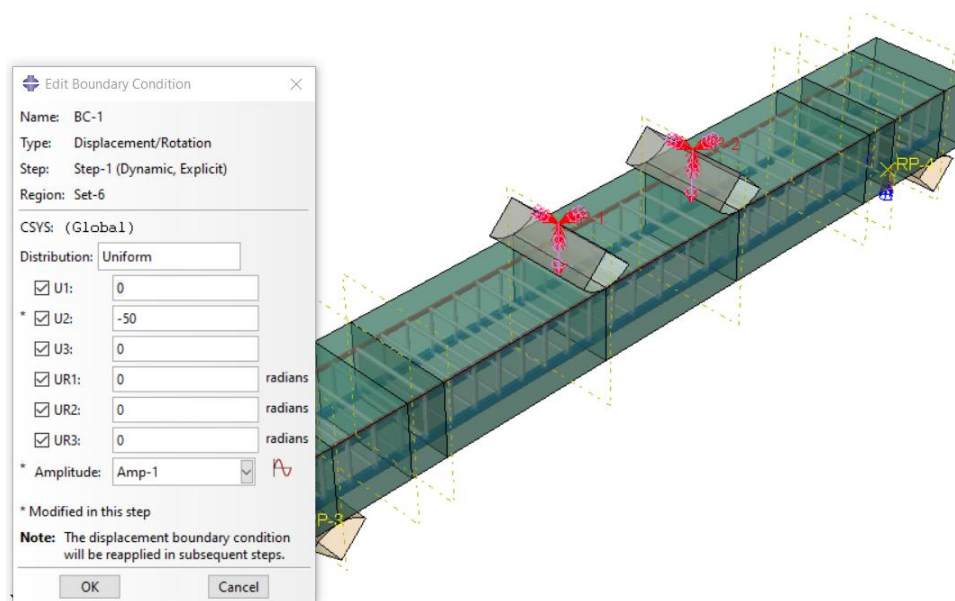 Edit Boundary Condition
Name: BC-1
Type: Displacement/Rotation
Step: Step-1 (Dynamic, Explicit)
Region: Set-6
CSYS: (Global)
Distribution: Uniform
U1: 0
* U2: -50
U3: 0
UR1: 0 radians
UR2: 0 radians
UR3: 0 radians
* Amplitude: Amp-1
* Modified in this step
Note: The displacement boundary condition
will be reapplied in subsequent steps.
OK Cancel
-2
RP-4
1
P-3